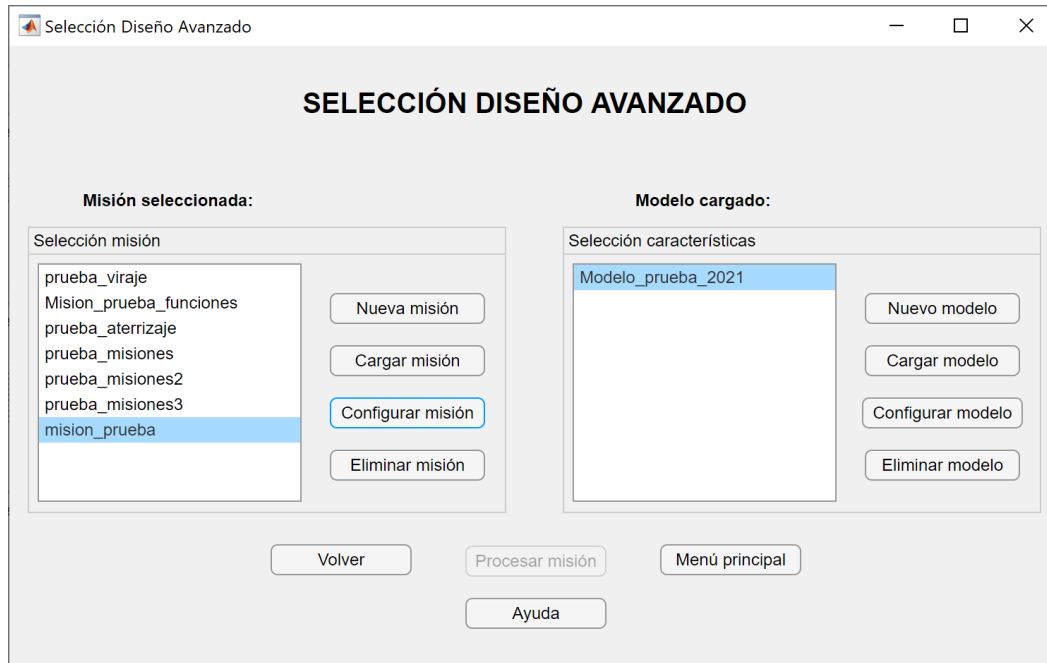 Selección Diseño Avanzado
SELECCIÓN DISEÑO AVANZADO
Misión seleccionada:
Selección misión
prueba_viraje
Mision_prueba_funciones
prueba_aterrizaje
prueba_misiones
prueba_misiones2
prueba_misiones3
mision_prueba
Nueva misión
Cargar misión
Configurar misión
Eliminar misión
Modelo cargado:
Selección características
Modelo_prueba_2021
Nuevo modelo
Cargar modelo
Configurar modelo
Eliminar modelo
Volver
Procesar misión
Menú principal
Ayuda